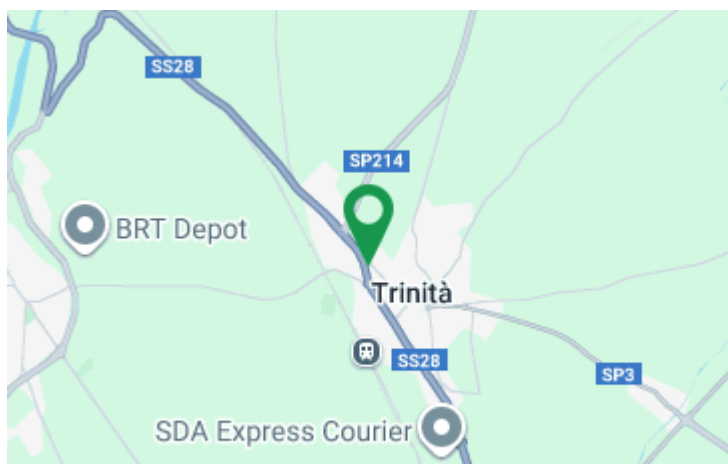 SS28
SP214
BRT Depot
Trinità
SS28
SP3
SDA Express Courier